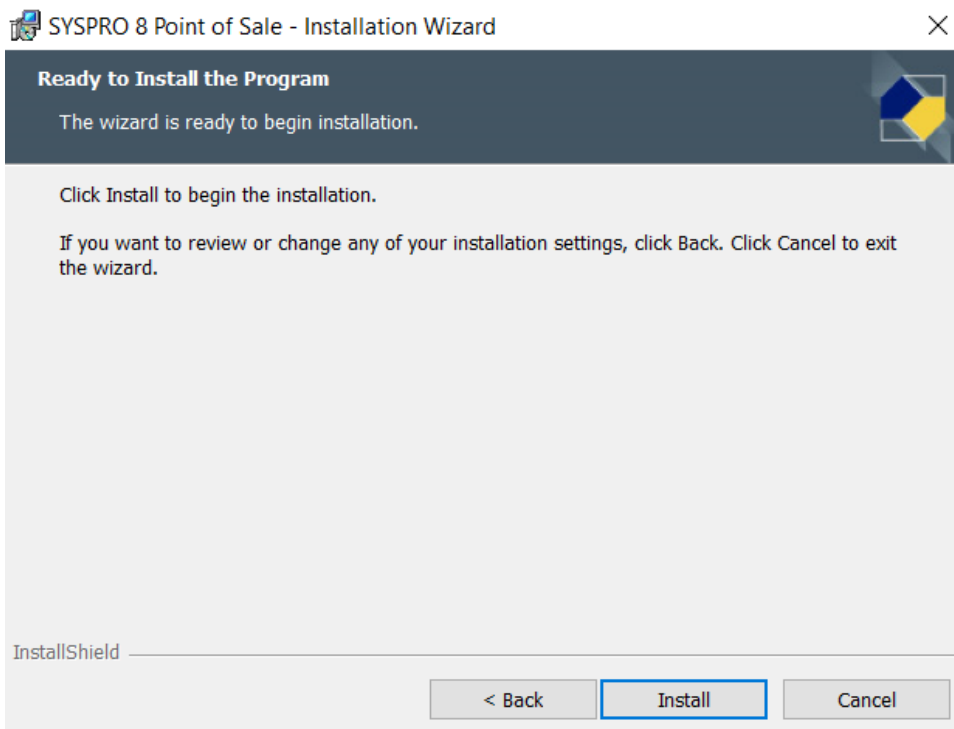 SYSPRO 8 Point of Sale - Installation Wizard
Ready to Install the Program
The wizard is ready to begin installation.
Click Install to begin the installation.
If you want to review or change any of your installation settings, click Back. Click Cancel to exit
the wizard.
InstallShield
< Back
Install
Cancel